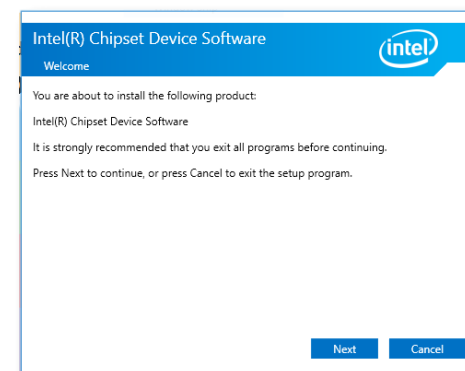 Intel(R) Chipset Device Software
intel
Welcome
You are about to install the following product:
Intel(R) Chipset Device Software
It is strongly recommended that you exit all programs before continuing.
Press Next to continue, or press Cancel to exit the setup program.
Next
Cancel